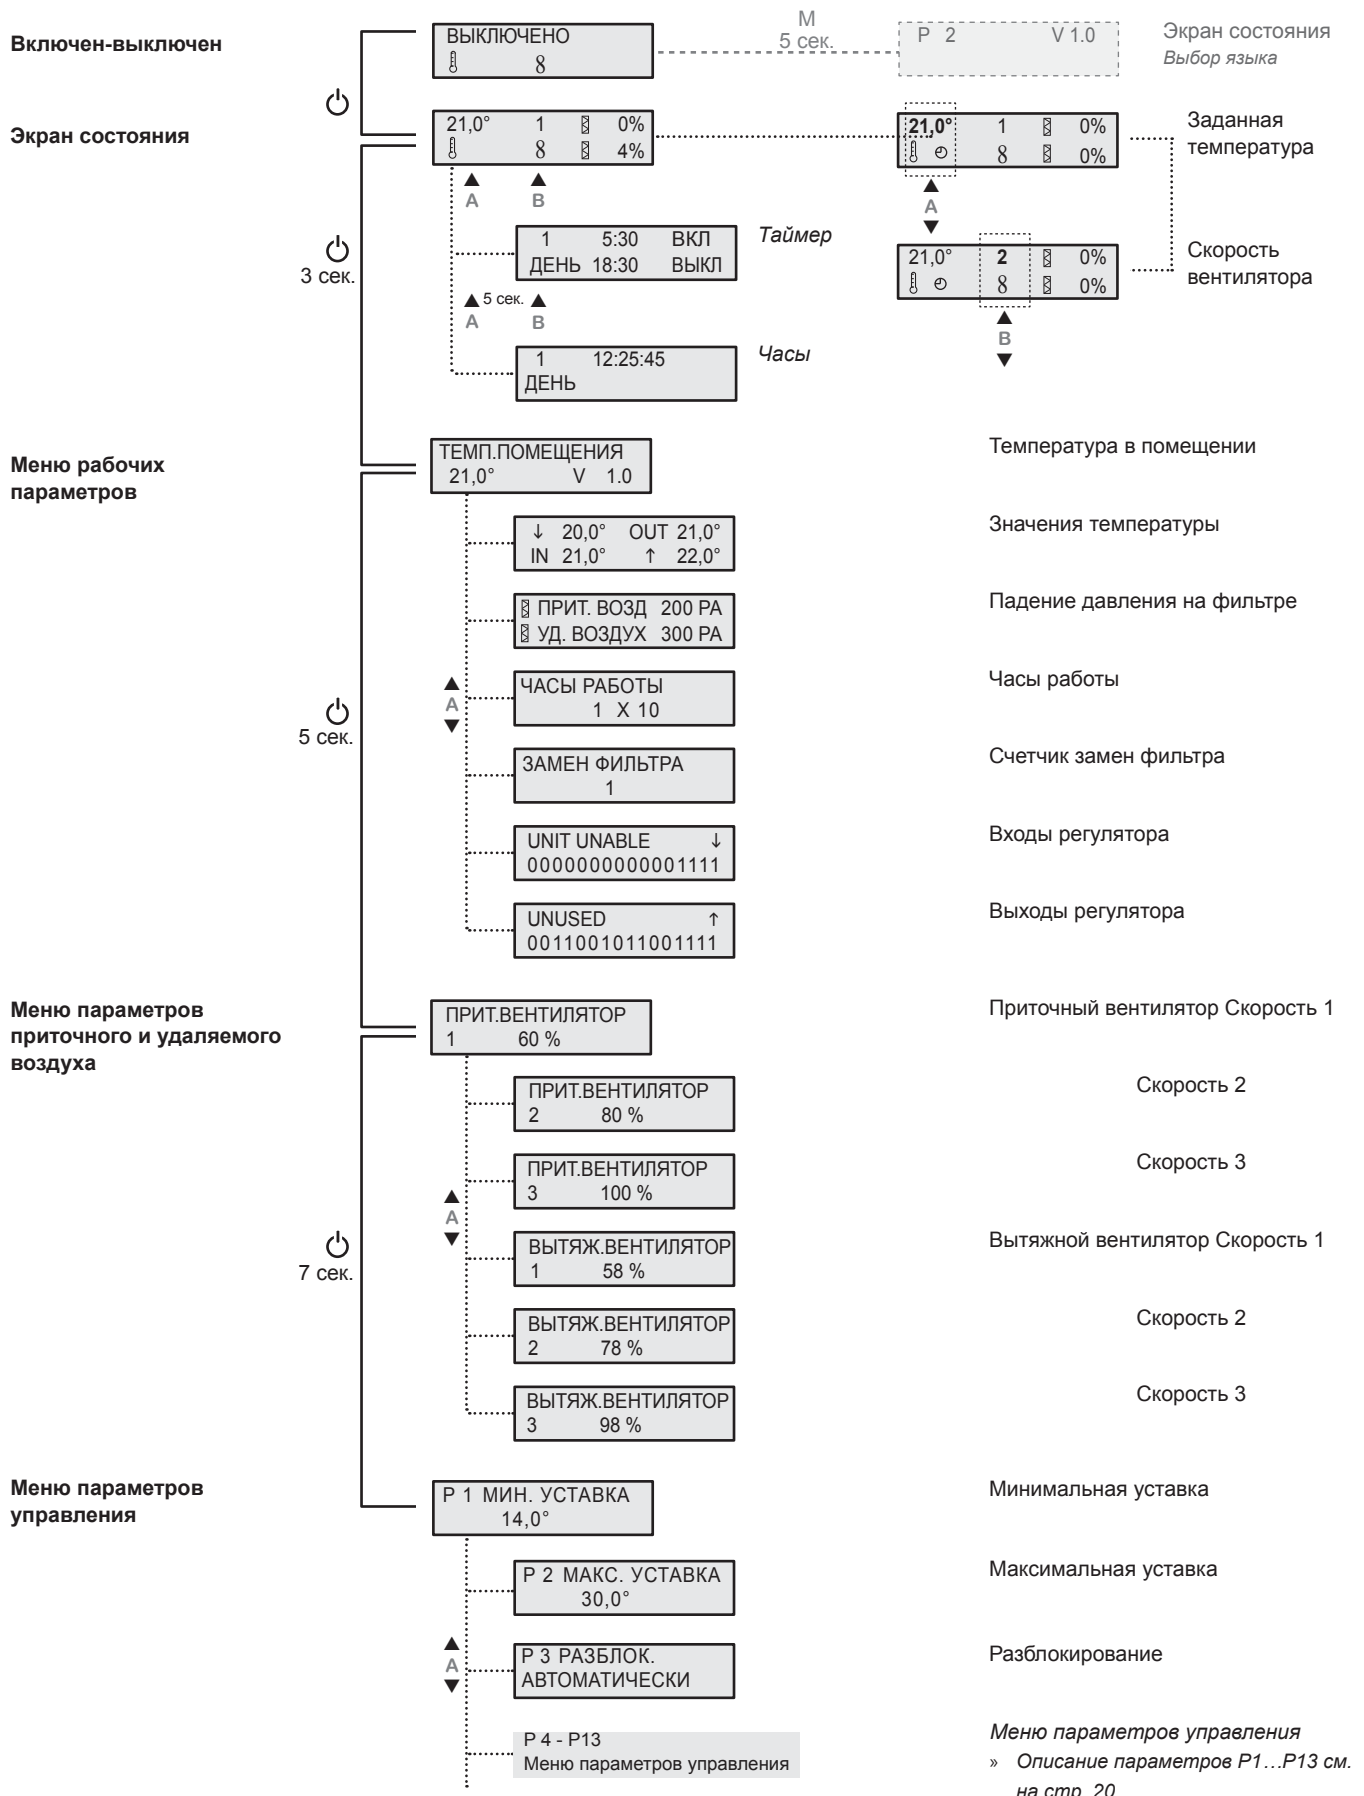 Включен-выключен
ВЫКЛЮЧЕНО
8
M
5 сек.
P 2 V 1.0
Экран состояния
Выбор языка
Экран состояния
21,0° 1 0%
8 4%
A B
21,0° 1 0%
8 0%
Заданная
температура
A
3 сек.
1 5:30 ВКЛ
ДЕНЬ 18:30 ВЫКЛ
Таймер
21,0° 2 0%
8 0%
Скорость
вентилятора
B
5 сек.
A B
1 12:25:45
ДЕНЬ
Часы
Меню рабочих
параметров
ТЕМП.ПОМЕЩЕНИЯ
21,0° V 1.0
Температура в помещении
↓ 20,0° OUT 21,0°
IN 21,0° ↑ 22,0°
Значения температуры
ПРИТ. ВОЗД 200 PA
УД. ВОЗДУХ 300 PA
Падение давления на фильтре
A
5 сек.
ЧАСЫ РАБОТЫ
1 X 10
Часы работы
ЗАМЕН ФИЛЬТРА
1
Счетчик замен фильтра
UNIT UNABLE ↓
0000000000001111
Входы регулятора
UNUSED ↑
0011001011001111
Выходы регулятора
Меню параметров
приточного и удаляемого
воздуха
ПРИТ.ВЕНТИЛЯТОР
1 60 %
Приточный вентилятор Скорость 1
ПРИТ.ВЕНТИЛЯТОР
2 80 %
Скорость 2
ПРИТ.ВЕНТИЛЯТОР
3 100 %
Скорость 3
A
7 сек.
ВЫТЯЖ.ВЕНТИЛЯТОР
1 58 %
Вытяжной вентилятор Скорость 1
ВЫТЯЖ.ВЕНТИЛЯТОР
2 78 %
Скорость 2
ВЫТЯЖ.ВЕНТИЛЯТОР
3 98 %
Скорость 3
Меню параметров
управления
P 1 МИН. УСТАВКА
14,0°
Минимальная уставка
P 2 МАКС. УСТАВКА
30,0°
Максимальная уставка
A
P 3 РАЗБЛОК.
АВТОМАТИЧЕСКИ
Разблокирование
P 4 - P13
Меню параметров управления
Меню параметров управления
» Описание параметров P1…P13 см.
на стр. 20